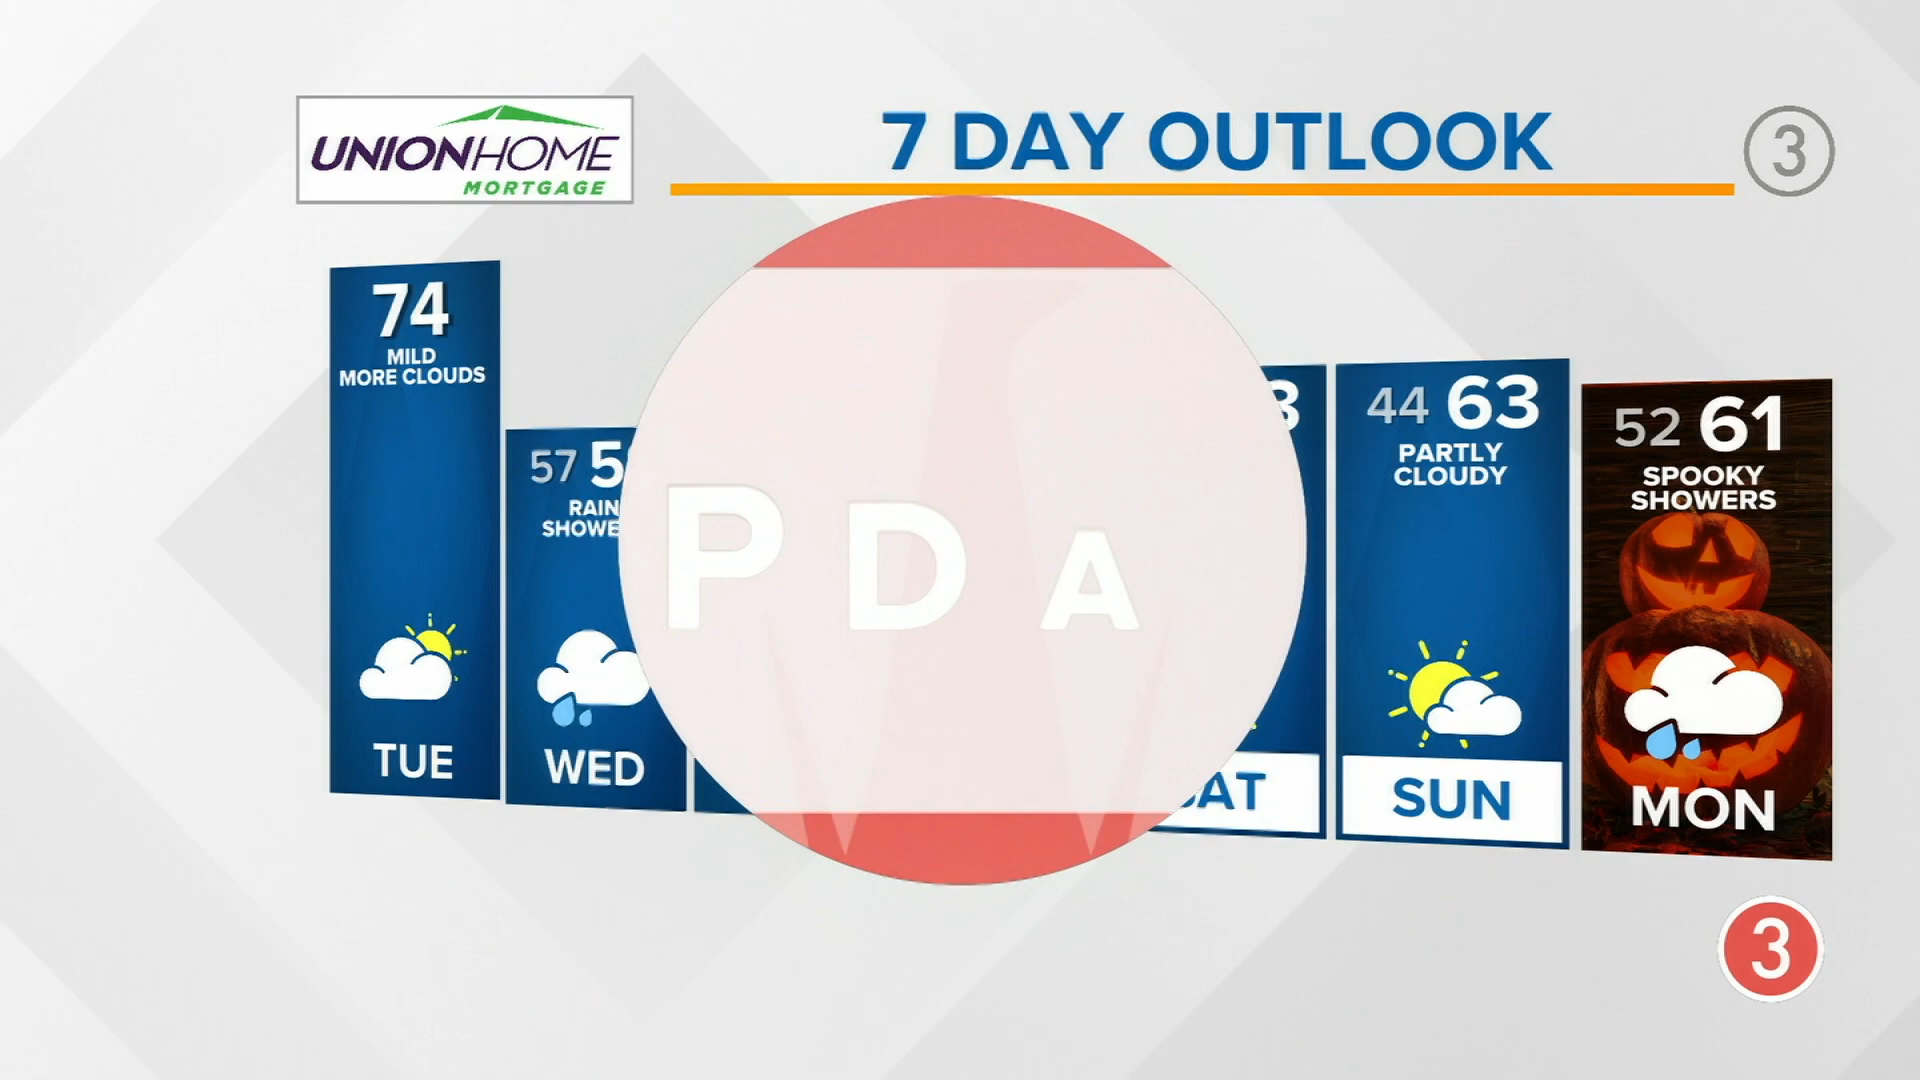 UNIONHOME
MORTGAGE
7 DAY OUTLOOK
3
74
MILD
MORE CLOUDS
TUE
57
RAIN
WED
P D A
44 63
PARTLY
CLOUDY
SUN
52 61
SPOOKY
SHOWERS
MON
3